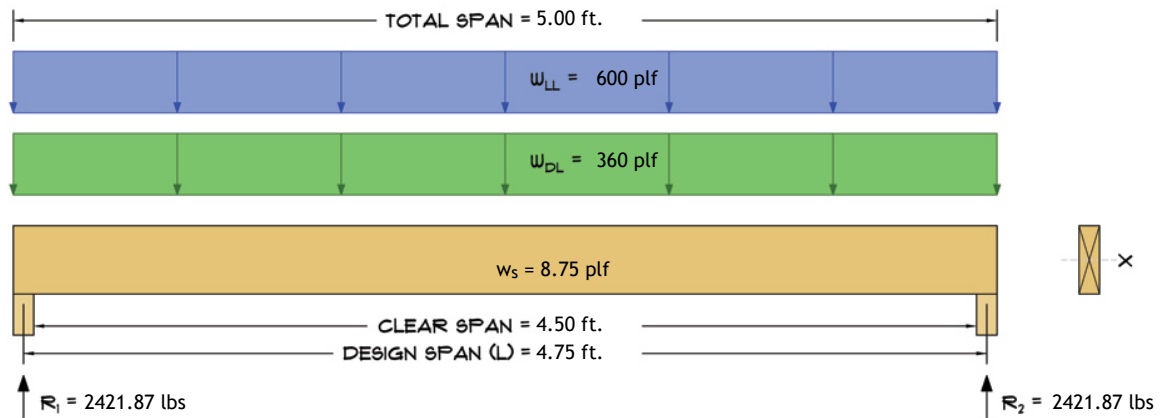 TOTAL SPAN = 5.00 ft.
wLL = 600 plf
wDL = 360 plf
ws = 8.75 plf
X
CLEAR SPAN = 4.50 ft.
DESIGN SPAN (L) = 4.75 ft.
R1 = 2421.87 lbs
R2 = 2421.87 lbs